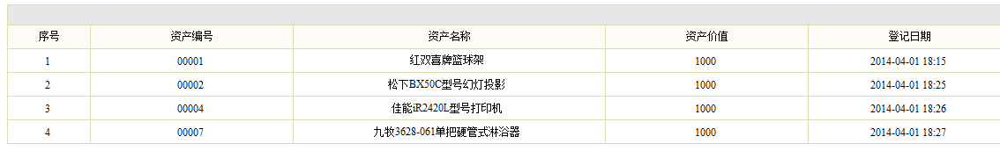 序号 资产编号 资产名称 资产价值 登记日期
1 00001 红双喜牌篮球架 1000 2014-04-01 18:15
2 00002 松下BX50C型号幻灯投影 1000 2014-04-01 18:25
3 00004 佳能iR2420L型号打印机 1000 2014-04-01 18:26
4 00007 九牧3628-061单把硬管式淋浴器 1000 2014-04-01 18:27